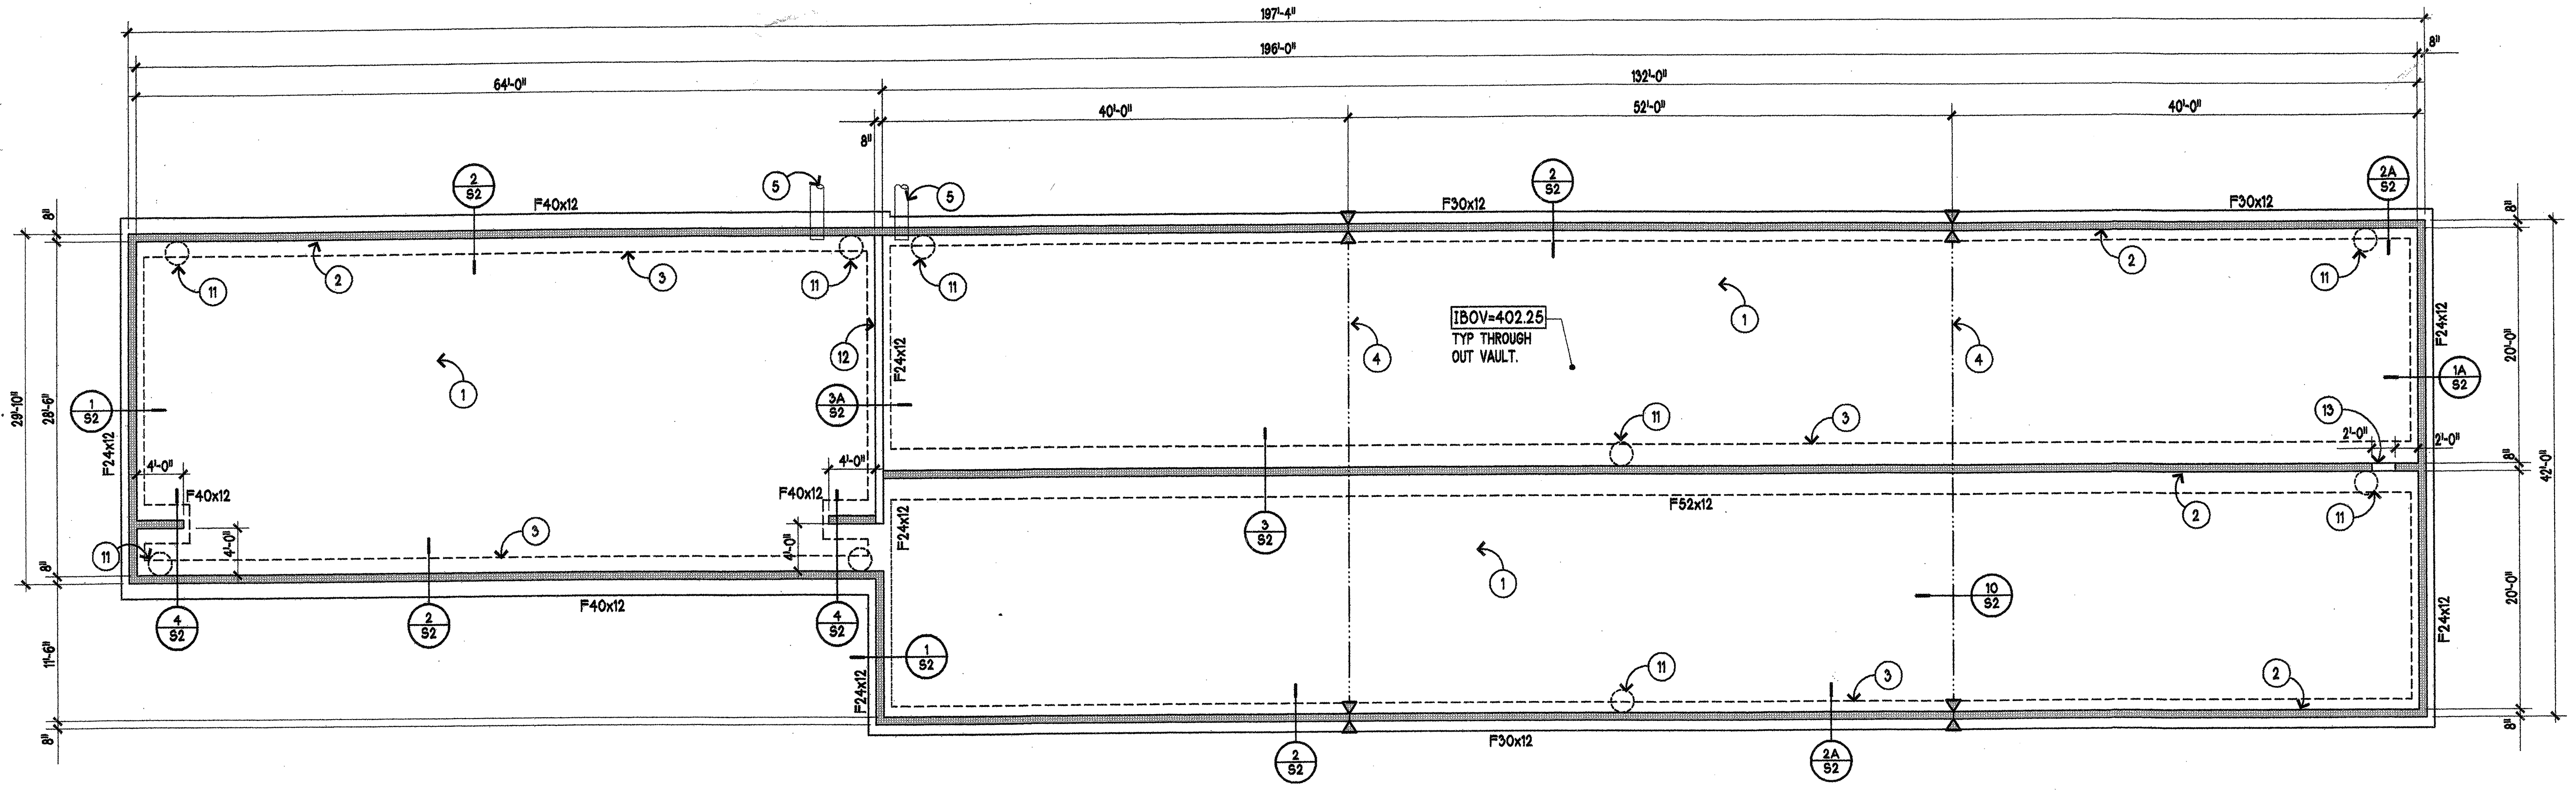 197'-4"
196'-0"
8"
64'-0"
132'-0"
40'-0"
52'-0"
40'-0"
8"
2
S2
5
5
2
S2
2A
S2
F40x12
F30x12
F30x12
8"
8"
2
3
2
11
11
11
11
1
IBOV=402.25
TYP THROUGH
OUT VAULT.
12
F24x12
4
4
F24x12
20'-0"
1
1
S2
3A
S2
1A
S2
29'-10"
28'-6"
F24x12
11
3
13
2'-0"
2'-0"
4'-0"
4'-0"
8"
42'-0"
F40x12
F40x12
F52x12
F24x12
3
S2
2
11
11
3
4'-0"
4'-0"
8"
1
10
S2
20'-0"
F40x12
4
S2
2
S2
4
S2
F24x12
11'-6"
1
S2
F24x12
11
3
2
8"
8"
F30x12
2
S2
2A
S2